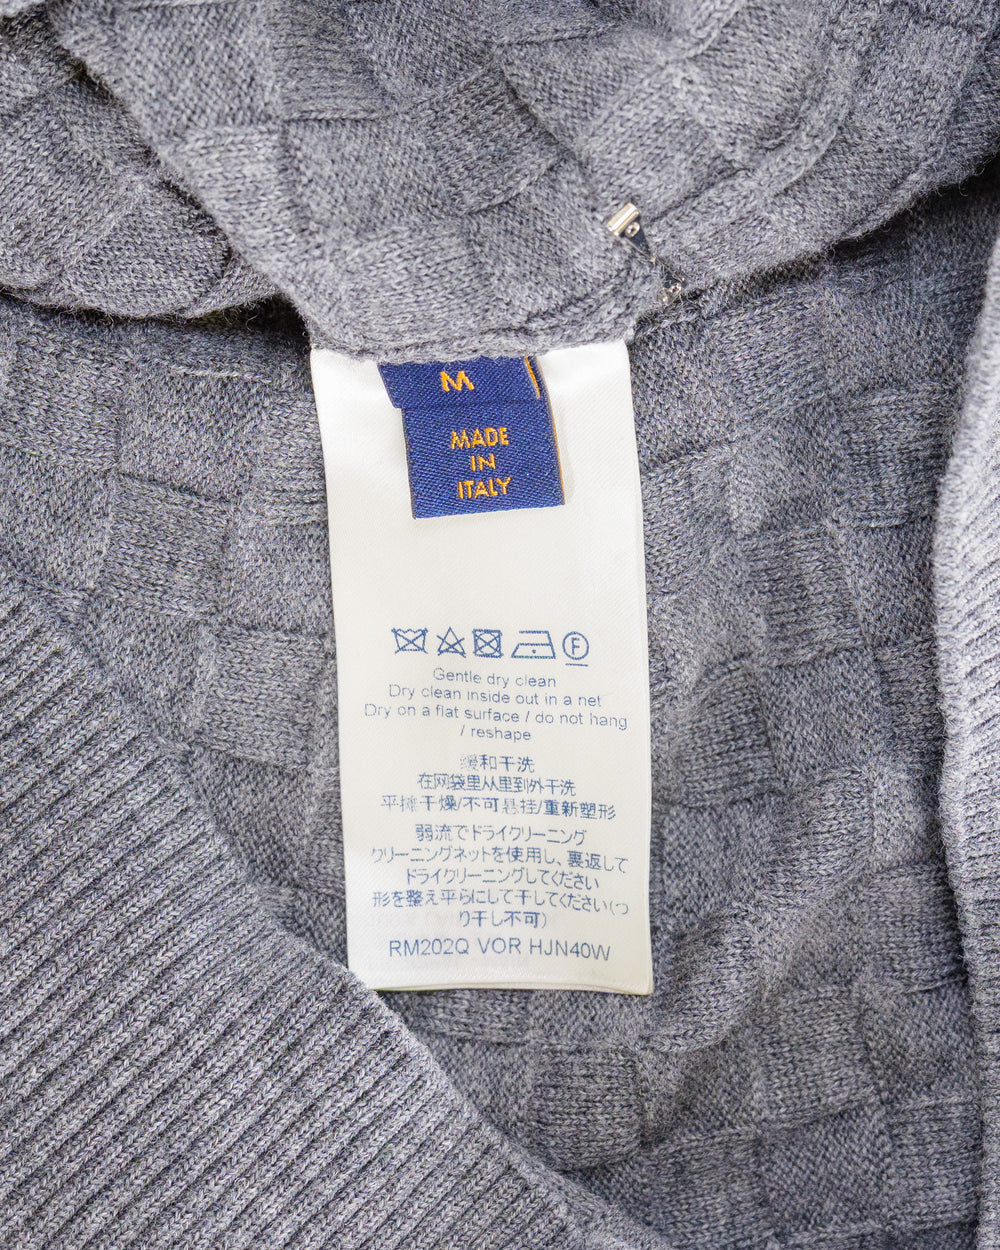 M
MADE
IN
ITALY
F
Gentle dry clean
Dry clean inside out in a net
Dry on a flat surface / do not hang
/ reshape
缓和干洗
在网袋里从里到外干洗
平摊干燥/不可悬挂/重新塑形
弱流でドライクリーニング
クリーニングネットを使用し、裏返して
ドライクリーニングしてください
形を整え平らにして干してください(つ
り干し不可)
RM202Q VOR HJN40W